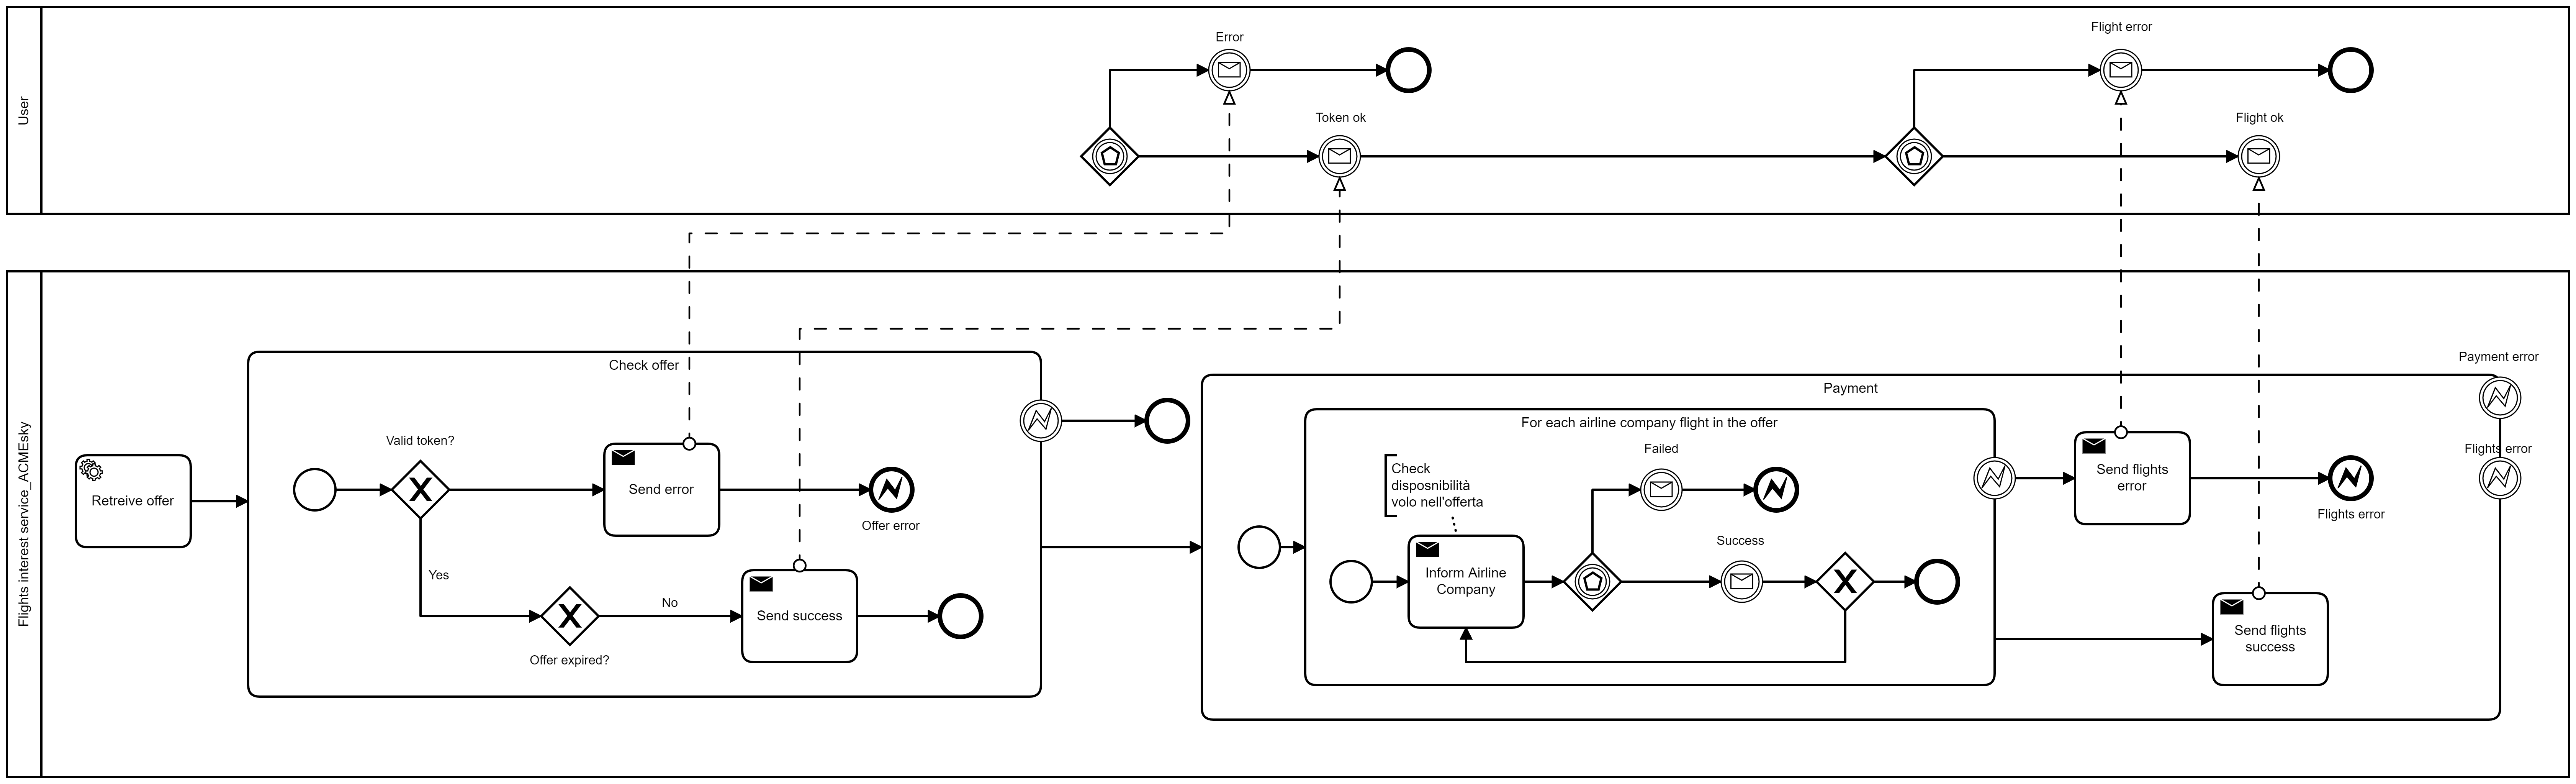 User
Error
Token ok
Flight error
Flight ok
Flights interest service_ACMEsky
Retreive offer
Check offer
Valid token?
Yes
Offer expired?
No
Send error
Offer error
Send success
Payment
For each airline company flight in the offer
Check
disposnibilità
volo nell'offerta
Inform Airline
Company
Failed
Success
Send flights
error
Flights error
Send flights
success
Payment error
Flights error